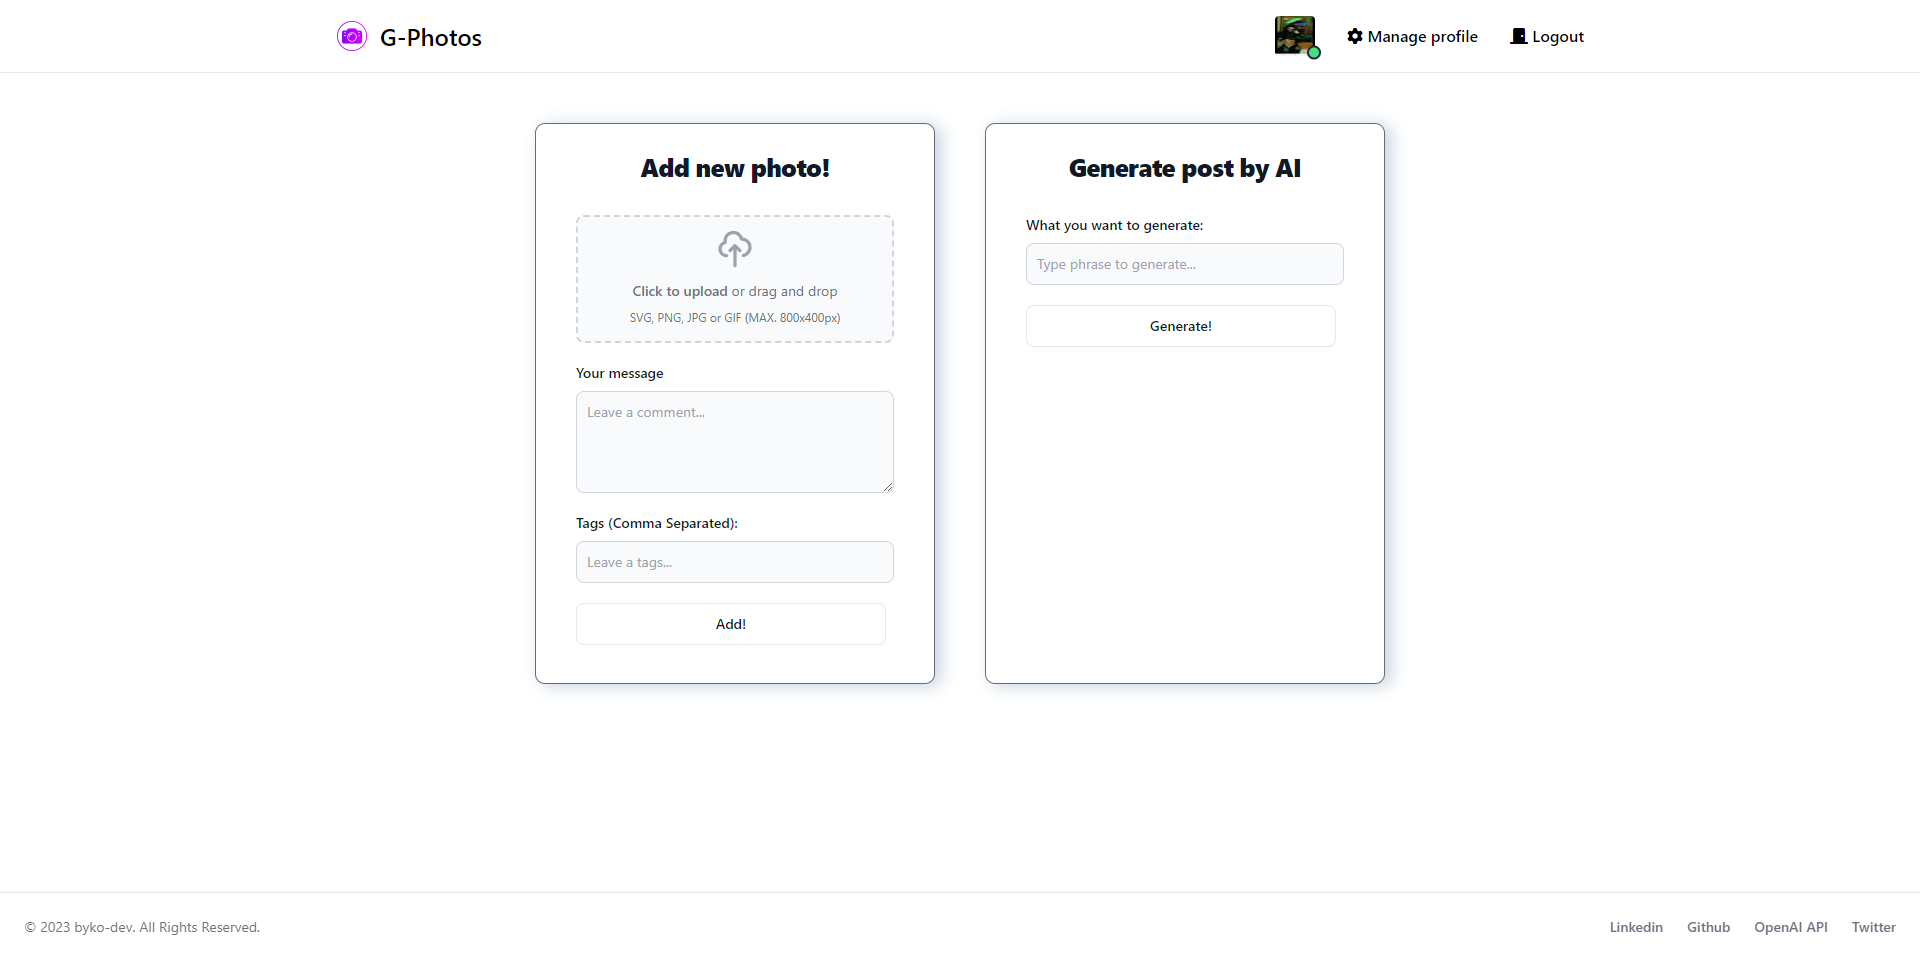 G-Photos
Manage profile
Logout
Add new photo!
Click to upload or drag and drop
SVG, PNG, JPG or GIF (MAX. 800x400px)
Your message
Leave a comment...
Tags (Comma Separated):
Leave a tags...
Add!
Generate post by AI
What you want to generate:
Type phrase to generate...
Generate!
© 2023 byko-dev. All Rights Reserved.
Linkedin
Github
OpenAI API
Twitter